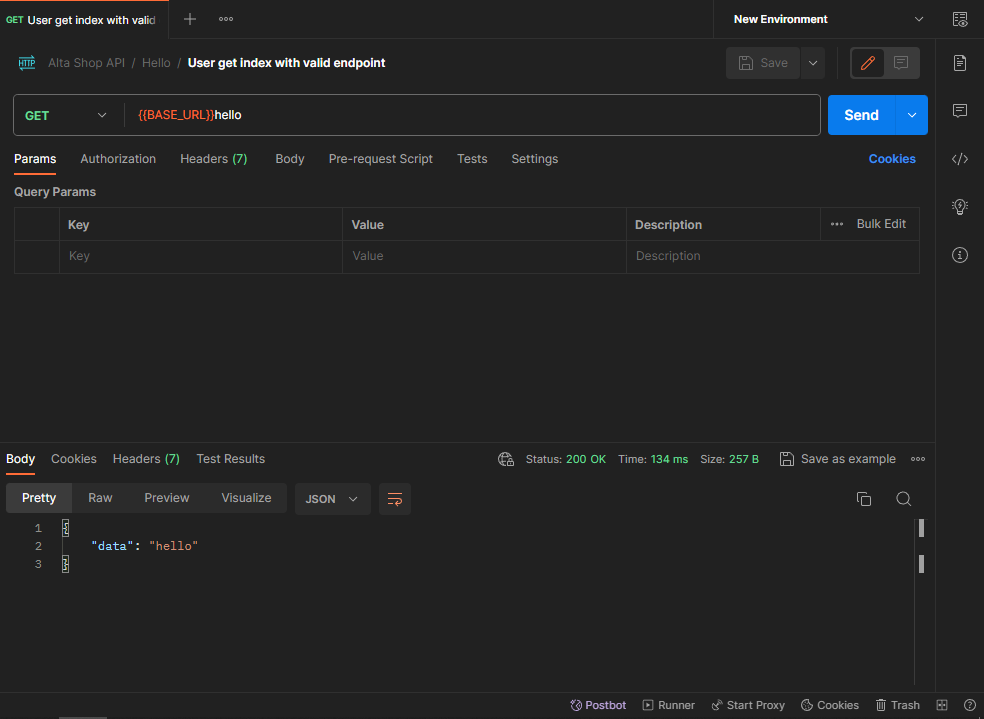 GET User get index with valid
New Environment
HTTP Alta Shop API / Hello / User get index with valid endpoint
Save
GET {{BASE_URL}}hello
Send
Params Authorization Headers (7) Body Pre-request Script Tests Settings Cookies
Query Params
Key Value Description Bulk Edit
Key Value Description
Body Cookies Headers (7) Test Results Status: 200 OK Time: 134 ms Size: 257 B Save as example
Pretty Raw Preview Visualize JSON
1 {
2 "data": "hello"
3 }
Postbot Runner Start Proxy Cookies Trash